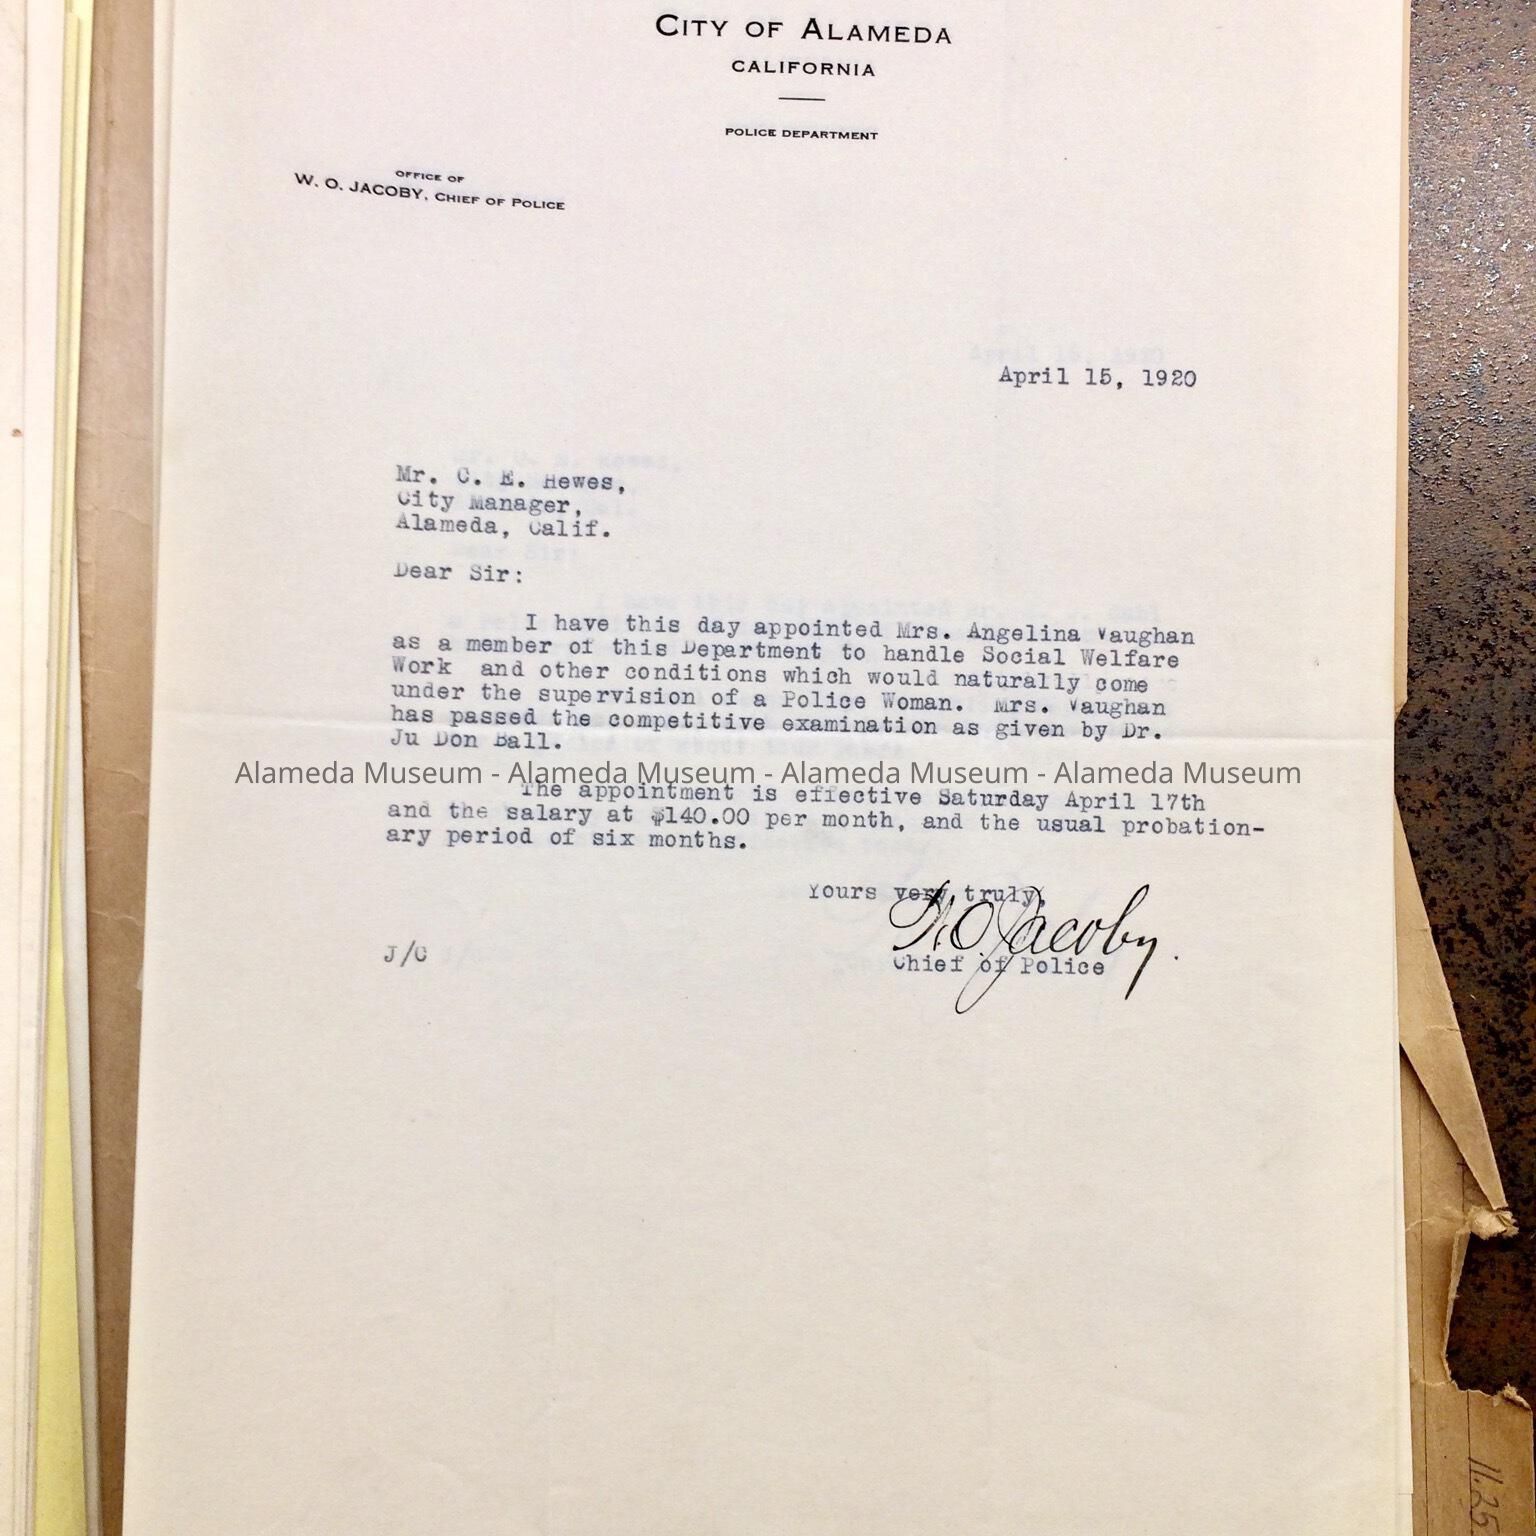 CITY OF ALAMEDA
CALIFORNIA
POLICE DEPARTMENT
OFFICE OF
W. O. JACOBY, CHIEF OF POLICE
April 15, 1920
Mr. C. E. Hewes,
City Manager,
Alameda, Calif.
Dear Sir:
I have this day appointed Mrs. Angelina Vaughan
as a member of this Department to handle Social Welfare
Work and other conditions which would naturally come
under the supervision of a Police Woman. Mrs. Vaughan
has passed the competitive examination as given by Dr.
Ju Don Ball.
Alameda Museum - Alameda Museum - Alameda Museum - Alameda Museum
The appointment is effective Saturday April 17th
and the salary at $140.00 per month, and the usual probation-
ary period of six months.
Yours very truly,
W.O. Jacoby.
Chief of Police
J/C
11.25